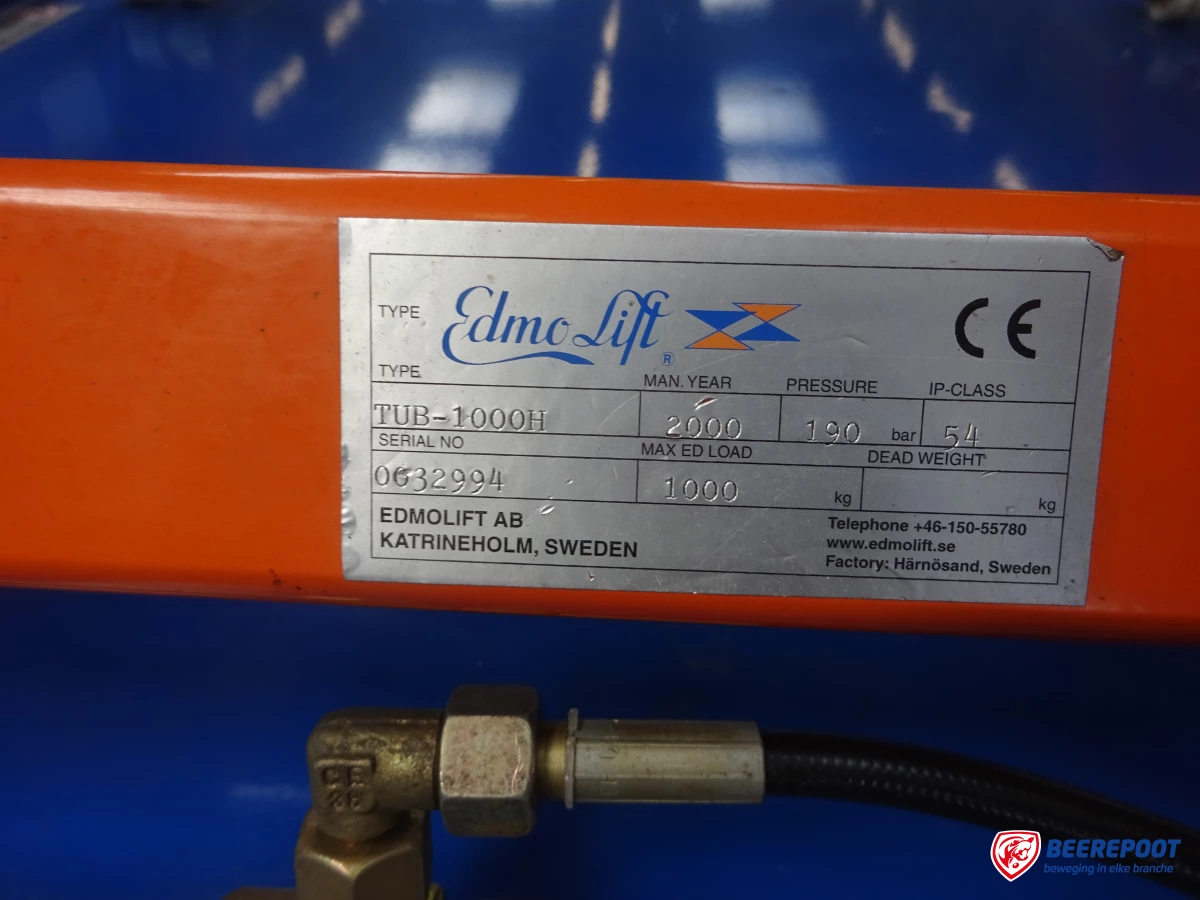 TYPE Edmo Lift ®
CE
TYPE MAN. YEAR PRESSURE IP-CLASS
TUB-1000H 2000 190 bar 54
SERIAL NO MAX ED LOAD DEAD WEIGHT
0632994 1000 kg kg
EDMOLIFT AB
KATRINEHOLM, SWEDEN
Telephone +46-150-55780
www.edmolift.se
Factory: Härnösand, Sweden
BEEREPOOT
beweging in elke branche